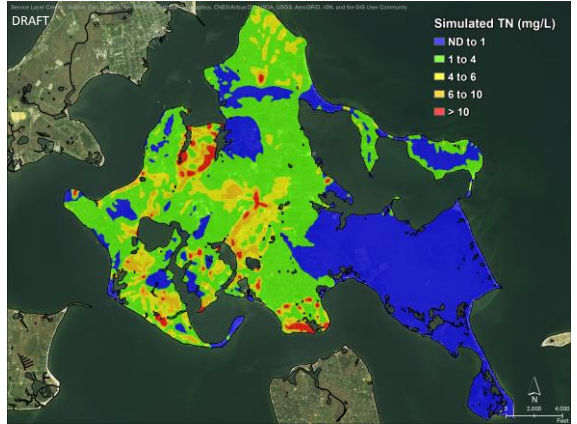 DRAFT
Simulated TN (mg/L)
ND to 1
1 to 4
4 to 6
6 to 10
> 10
N
0 2,000 4,000
Feet